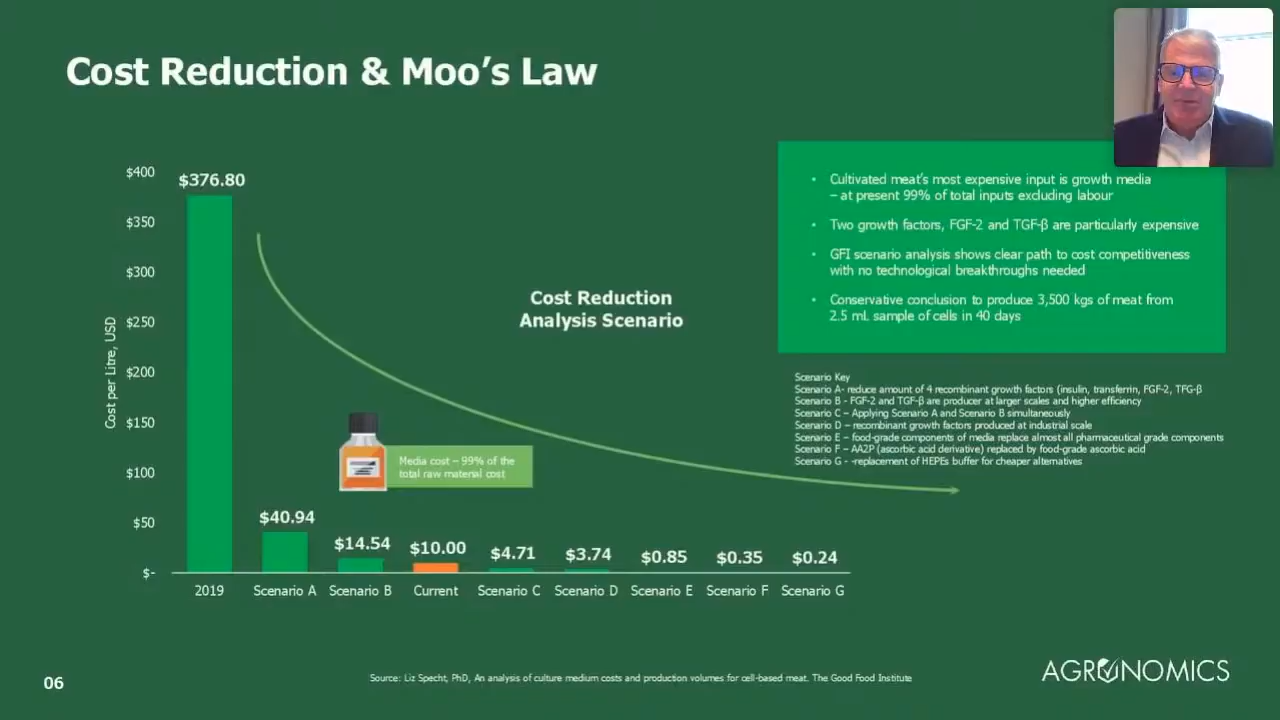 Cost Reduction & Moo's Law
$400
$350
$300
$250
$200
$150
$100
$50
$-
Cost per Litre, USD
$376.80
$40.94
$14.54
$10.00
$4.71
$3.74
$0.85
$0.35
$0.24
2019
Scenario A
Scenario B
Current
Scenario C
Scenario D
Scenario E
Scenario F
Scenario G
Cost Reduction
Analysis Scenario
Media cost – 99% of the
total raw material cost
• Cultivated meat's most expensive input is growth media
– at present 99% of total inputs excluding labour
• Two growth factors, FGF-2 and TGF-β are particularly expensive
• GFI scenario analysis shows clear path to cost competitiveness
with no technological breakthroughs needed
• Conservative conclusion to produce 3,500 kgs of meat from
2.5 mL sample of cells in 40 days
Scenario Key
Scenario A- reduce amount of 4 recombinant growth factors (insulin, transferrin, FGF-2, TFG-β
Scenario B - FGF-2 and TGF-β are producer at larger scales and higher efficiency
Scenario C – Applying Scenario A and Scenario B simultaneously
Scenario D – recombinant growth factors produced at industrial scale
Scenario E – food-grade components of media replace almost all pharmaceutical grade components
Scenario F – AA2P (ascorbic acid derivative) replaced by food-grade ascorbic acid
Scenario G - -replacement of HEPEs buffer for cheaper alternatives
06
Source: Liz Specht, PhD, An analysis of culture medium costs and production volumes for cell-based meat. The Good Food Institute
AGRONOMICS